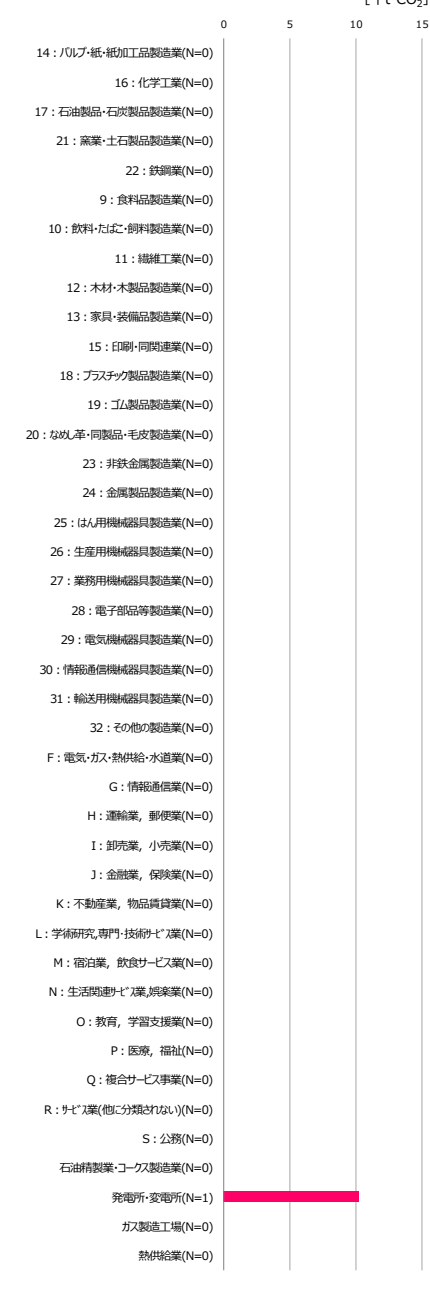 [千t-CO₂]
0 5 10 15
14：パルプ・紙・紙加工品製造業(N=0)
16：化学工業(N=0)
17：石油製品・石炭製品製造業(N=0)
21：窯業・土石製品製造業(N=0)
22：鉄鋼業(N=0)
9：食料品製造業(N=0)
10：飲料・たばこ・飼料製造業(N=0)
11：繊維工業(N=0)
12：木材・木製品製造業(N=0)
13：家具・装備品製造業(N=0)
15：印刷・同関連業(N=0)
18：プラスチック製品製造業(N=0)
19：ゴム製品製造業(N=0)
20：なめし革・同製品・毛皮製造業(N=0)
23：非鉄金属製造業(N=0)
24：金属製品製造業(N=0)
25：はん用機械器具製造業(N=0)
26：生産用機械器具製造業(N=0)
27：業務用機械器具製造業(N=0)
28：電子部品等製造業(N=0)
29：電気機械器具製造業(N=0)
30：情報通信機械器具製造業(N=0)
31：輸送用機械器具製造業(N=0)
32：その他の製造業(N=0)
F：電気・ガス・熱供給・水道業(N=0)
G：情報通信業(N=0)
H：運輸業，郵便業(N=0)
I：卸売業，小売業(N=0)
J：金融業，保険業(N=0)
K：不動産業，物品賃貸業(N=0)
L：学術研究,専門・技術ｻｰﾋﾞｽ業(N=0)
M：宿泊業，飲食サービス業(N=0)
N：生活関連ｻｰﾋﾞｽ業,娯楽業(N=0)
O：教育，学習支援業(N=0)
P：医療，福祉(N=0)
Q：複合サービス事業(N=0)
R：ｻｰﾋﾞｽ業(他に分類されない)(N=0)
S：公務(N=0)
石油精製業・コークス製造業(N=0)
発電所・変電所(N=1)
ガス製造工場(N=0)
熱供給業(N=0)